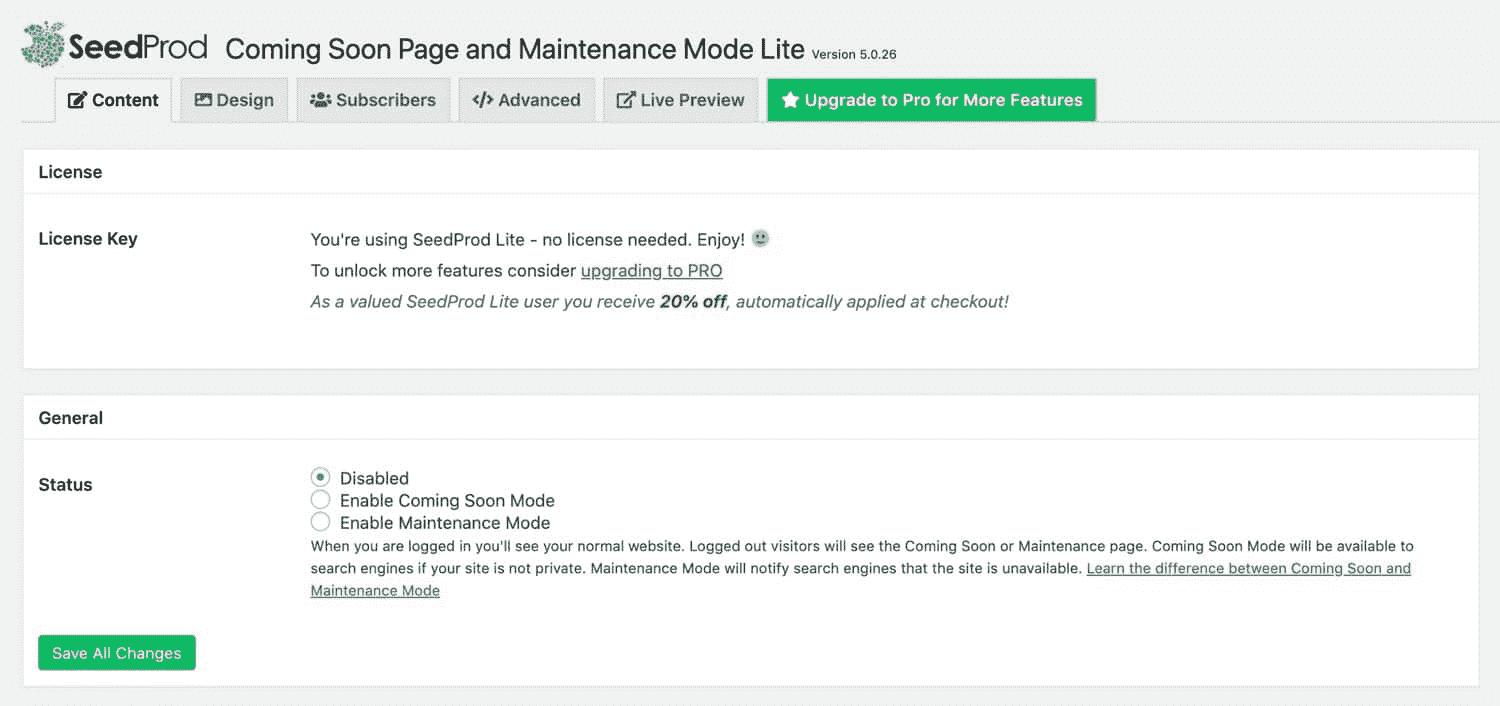 SeedProd Coming Soon Page and Maintenance Mode Lite Version 5.0.26
Content Design Subscribers Advanced Live Preview Upgrade to Pro for More Features
License
License Key
You're using SeedProd Lite - no license needed. Enjoy!
To unlock more features consider upgrading to PRO
As a valued SeedProd Lite user you receive 20% off, automatically applied at checkout!
General
Status
Disabled
Enable Coming Soon Mode
Enable Maintenance Mode
When you are logged in you'll see your normal website. Logged out visitors will see the Coming Soon or Maintenance page. Coming Soon Mode will be available to
search engines if your site is not private. Maintenance Mode will notify search engines that the site is unavailable. Learn the difference between Coming Soon and
Maintenance Mode
Save All Changes